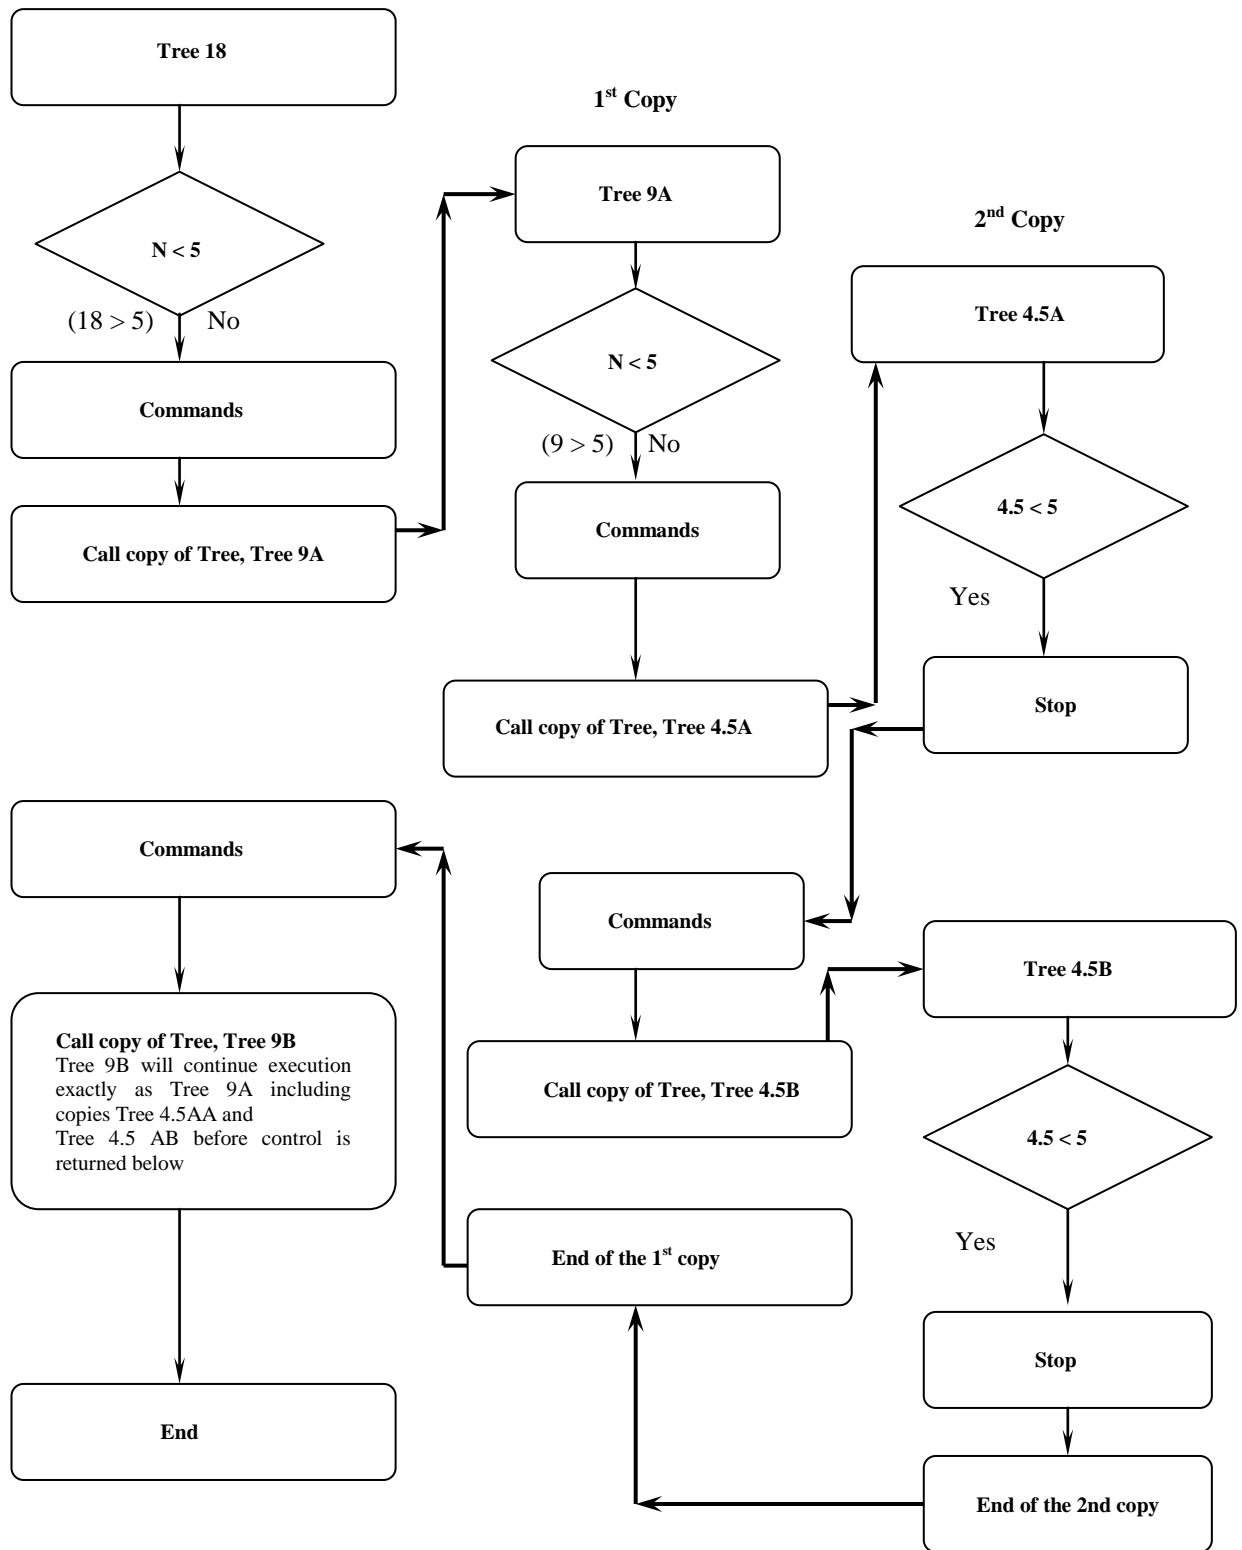 Tree 18
N < 5
(18 > 5) No
Commands
Call copy of Tree, Tree 9A
1st Copy
Tree 9A
N < 5
(9 > 5) No
Commands
Call copy of Tree, Tree 4.5A
2nd Copy
Tree 4.5A
4.5 < 5
Yes
Stop
Commands
Call copy of Tree, Tree 4.5B
Tree 4.5B
4.5 < 5
Yes
Stop
End of the 2nd copy
End of the 1st copy
Commands
Call copy of Tree, Tree 9B
Tree 9B will continue execution
exactly as Tree 9A including
copies Tree 4.5AA and
Tree 4.5 AB before control is
returned below
End